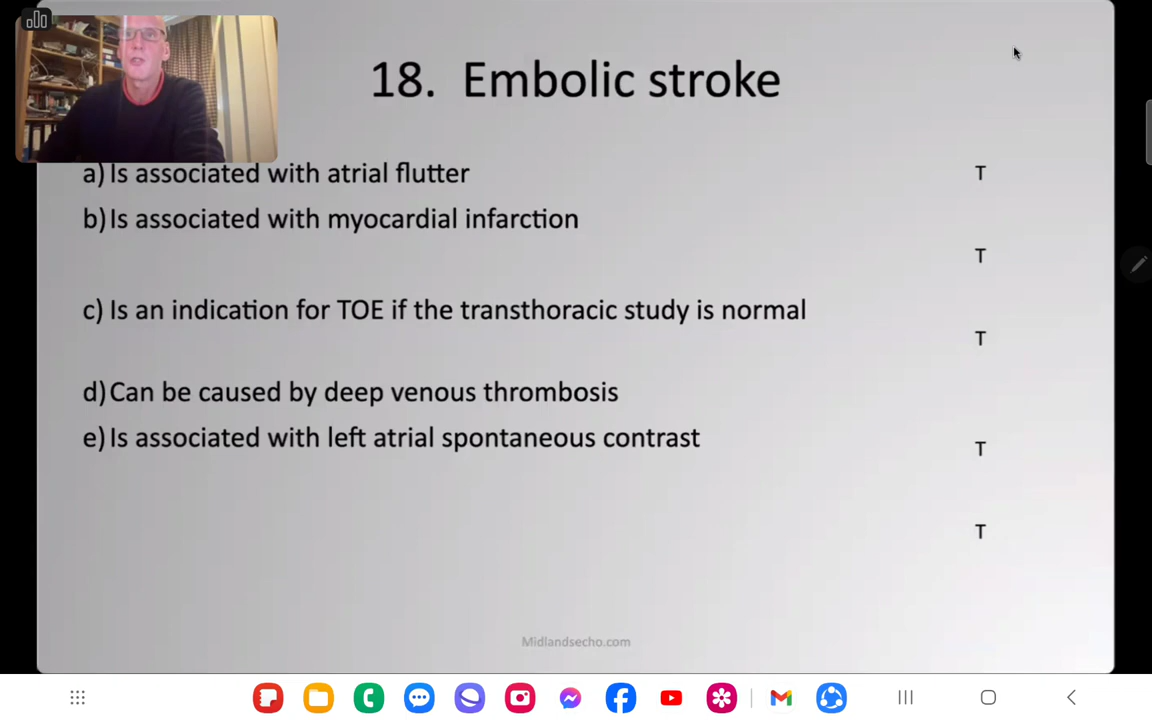 18. Embolic stroke
a) Is associated with atrial flutter
T
b) Is associated with myocardial infarction
T
c) Is an indication for TOE if the transthoracic study is normal
T
d) Can be caused by deep venous thrombosis
T
e) Is associated with left atrial spontaneous contrast
T
Midlandsecho.com